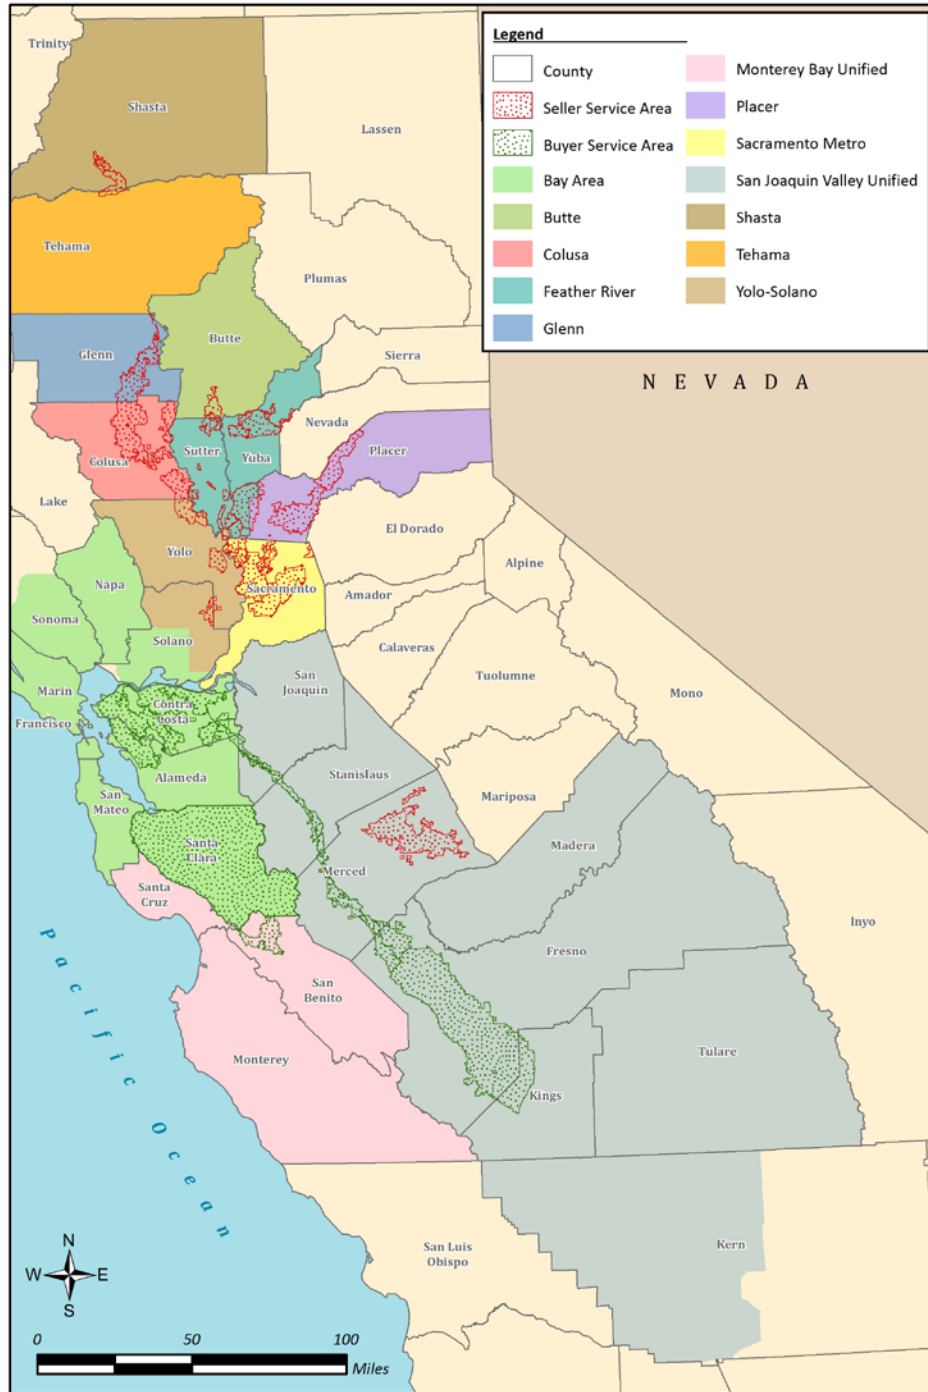 Legend
County
Seller Service Area
Buyer Service Area
Bay Area
Butte
Colusa
Feather River
Glenn
Monterey Bay Unified
Placer
Sacramento Metro
San Joaquin Valley Unified
Shasta
Tehama
Yolo-Solano
Trinity
Shasta
Lassen
Tehama
Plumas
Butte
Glenn
Sierra
NEVADA
Nevada
Placer
Sutter
Yuba
Colusa
Lake
El Dorado
Yolo
Alpine
Napa
Sacramento
Amador
Sonoma
Solano
Calaveras
Tuolumne
San
Joaquin
Mono
Marin
Contra
Costa
Francisco
Stanislaus
Alameda
Mariposa
San
Mateo
Madera
Santa
Clara
Merced
Santa
Cruz
Inyo
Fresno
San
Benito
Monterey
Tulare
Kings
Pacific Ocean
Kern
San Luis
Obispo
N
W E
S
0 50 100
Miles